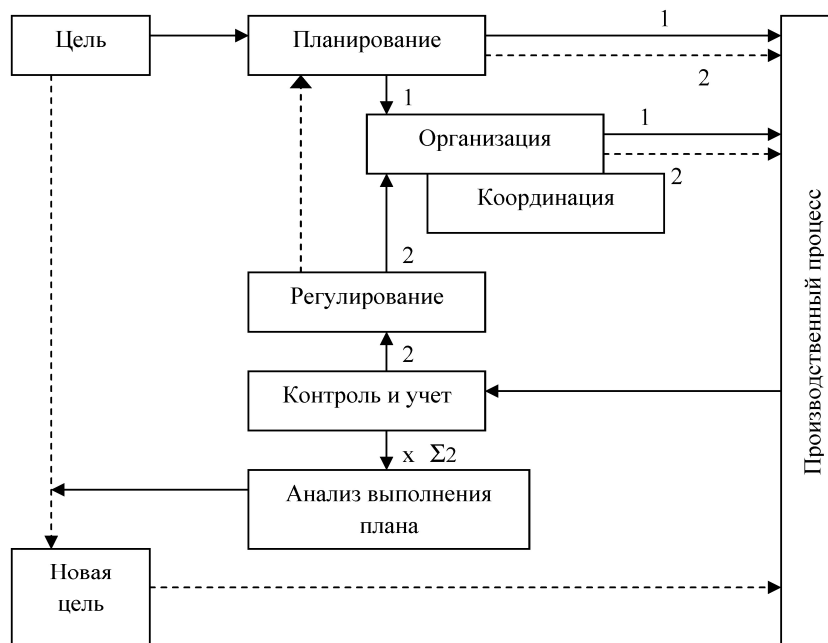 Цель
Планирование
1
2
1
Организация
1
2
Координация
2
Регулирование
2
Контроль и учет
x Σ2
Анализ выполнения
плана
Новая
цель
Производственный процесс